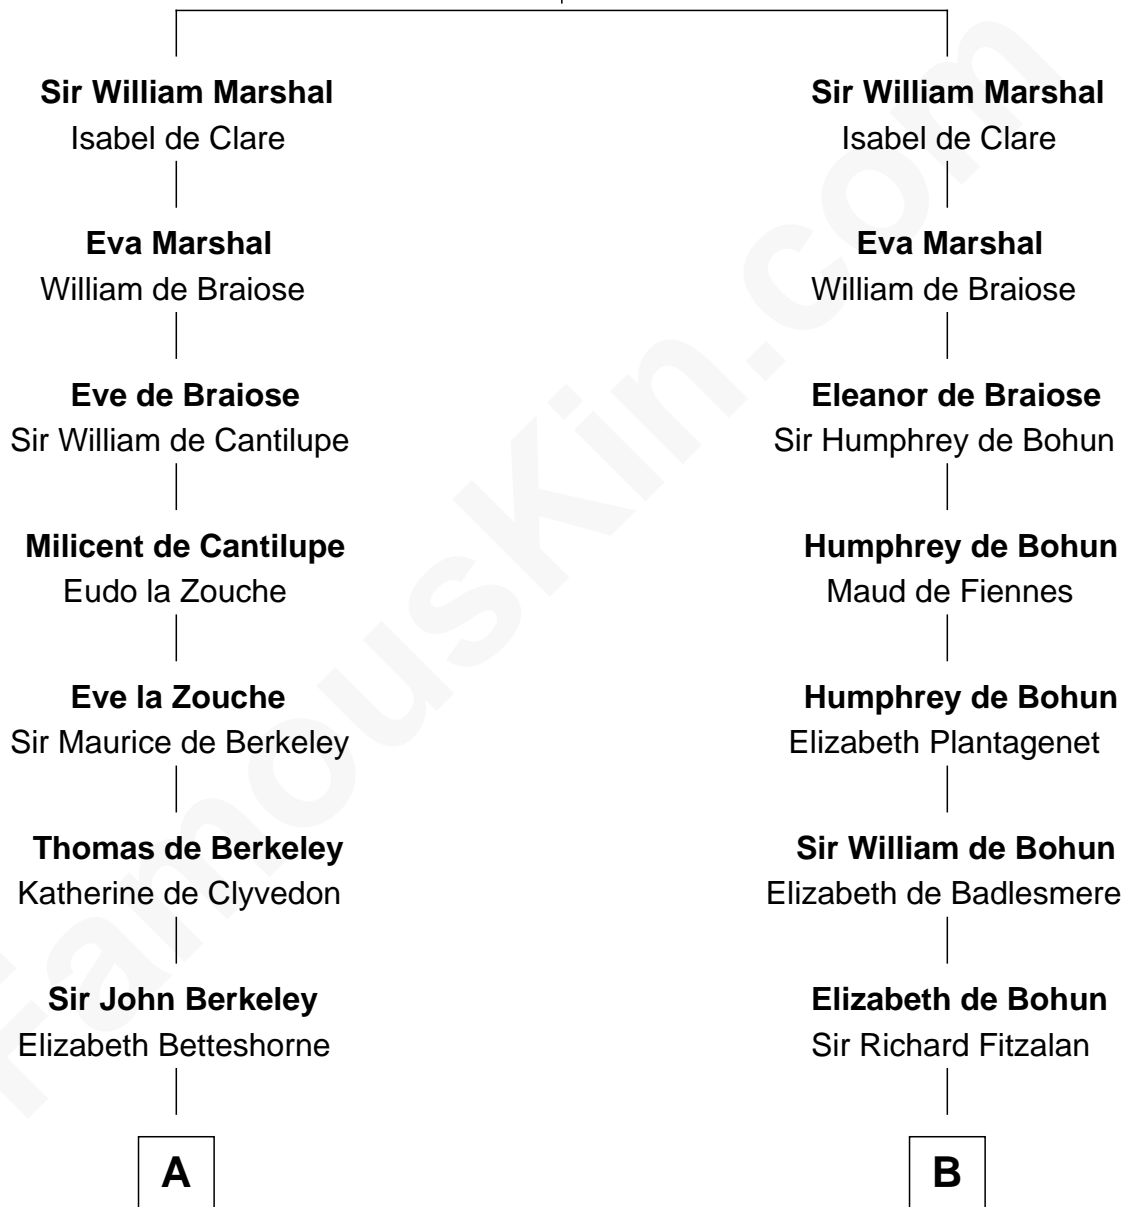 Sir William Marshal
Isabel de Clare
Eva Marshal
William de Braiose
Eve de Braiose
Sir William de Cantilupe
Milicent de Cantilupe
Eudo la Zouche
Eve la Zouche
Sir Maurice de Berkeley
Thomas de Berkeley
Katherine de Clyvedon
Sir John Berkeley
Elizabeth Betteshorne
A
Sir William Marshal
Isabel de Clare
Eva Marshal
William de Braiose
Eleanor de Braiose
Sir Humphrey de Bohun
Humphrey de Bohun
Maud de Fiennes
Humphrey de Bohun
Elizabeth Plantagenet
Sir William de Bohun
Elizabeth de Badlesmere
Elizabeth de Bohun
Sir Richard Fitzalan
B
FamousKin.com